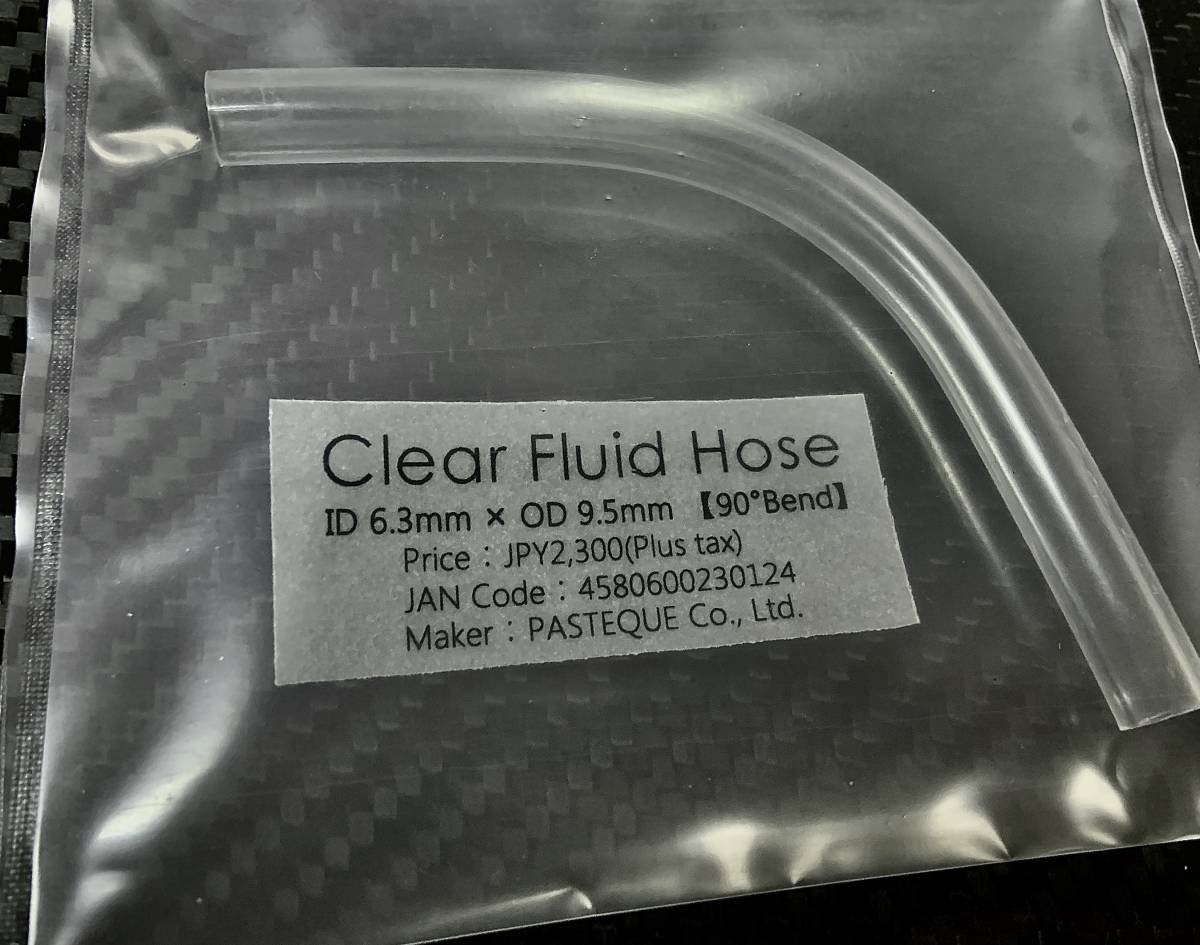 Clear Fluid Hose
ID 6.3mm × OD 9.5mm 【90°Bend】
Price：JPY2,300(Plus tax)
JAN Code：4580600230124
Maker：PASTEQUE Co., Ltd.